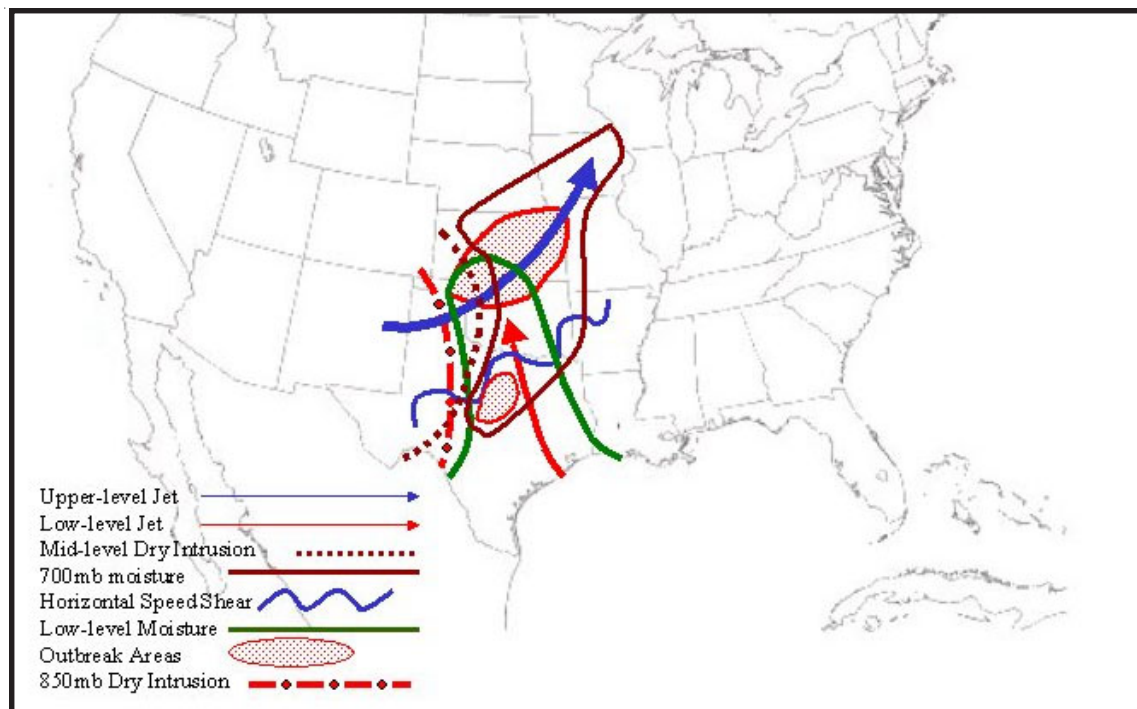 Upper-level Jet
Low-level Jet
Mid-level Dry Intrusion
700mb moisture
Horizontal Speed Shear
Low-level Moisture
Outbreak Areas
850mb Dry Intrusion